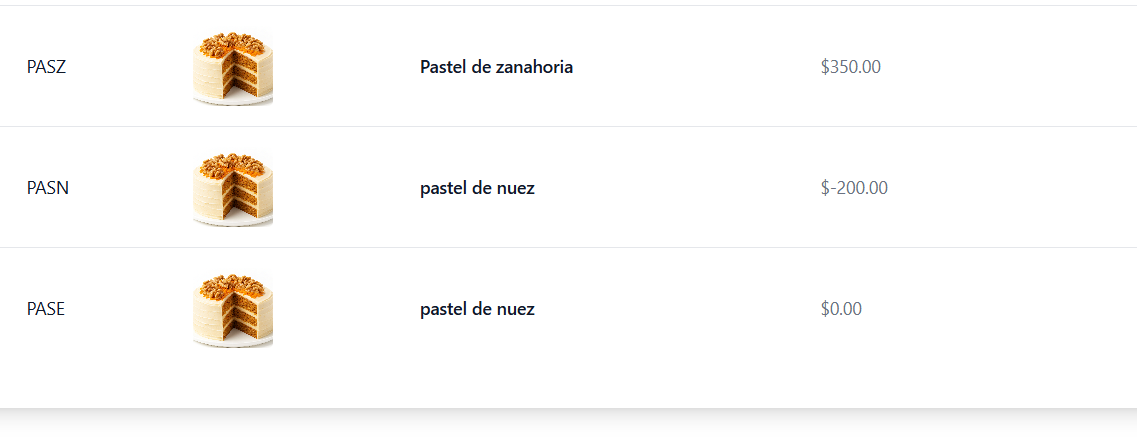 PASZ Pastel de zanahoria $350.00
PASN pastel de nuez $-200.00
PASE pastel de nuez $0.00